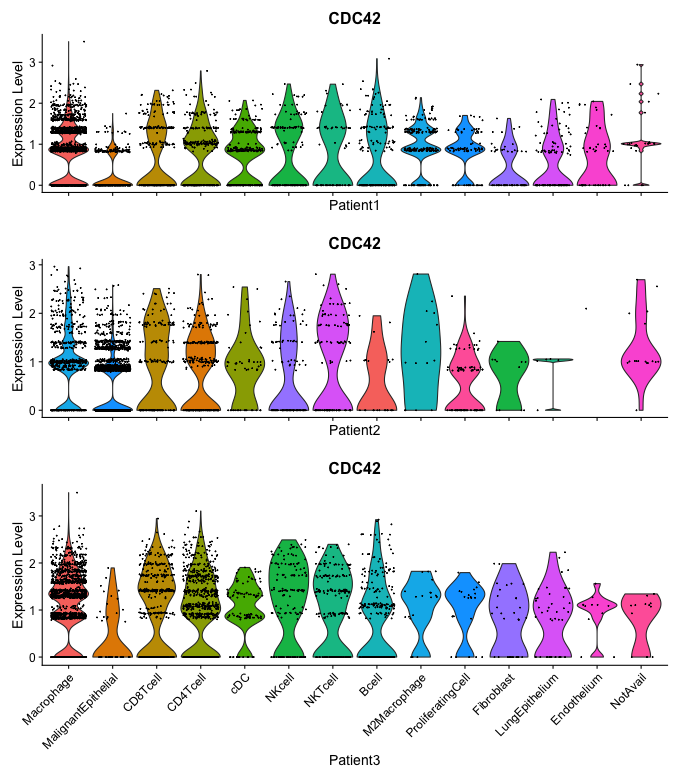 CDC42
Expression Level
3
2
1
0
Patient1
CDC42
Expression Level
3
2
1
0
Patient2
CDC42
Expression Level
3
2
1
0
Macrophage
MalignantEpithelial
CD8Tcell
CD4Tcell
cDC
NKcell
NKTcell
Bcell
M2Macrophage
ProliferatingCell
Fibroblast
LungEpithelium
Endothelium
NotAvail
Patient3